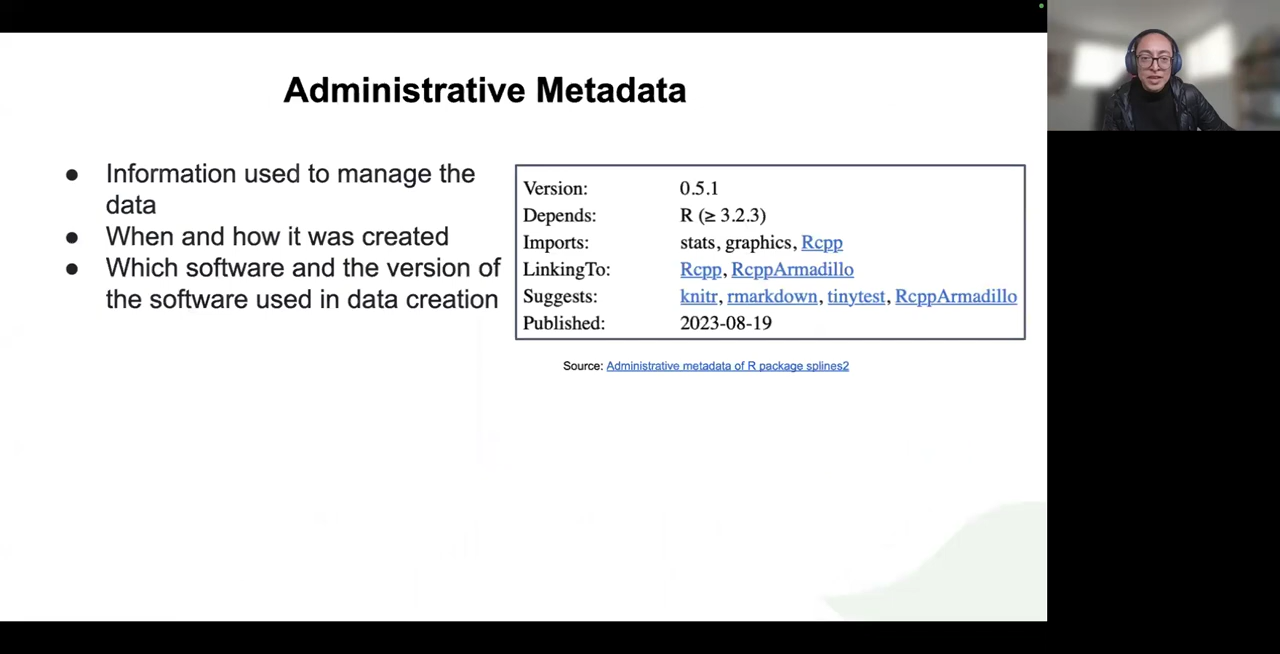 Administrative Metadata
● Information used to manage the
data
● When and how it was created
● Which software and the version of
the software used in data creation
Version: 0.5.1
Depends: R (≥ 3.2.3)
Imports: stats, graphics, Rcpp
LinkingTo: Rcpp, RcppArmadillo
Suggests: knitr, rmarkdown, tinytest, RcppArmadillo
Published: 2023-08-19
Source: Administrative metadata of R package splines2